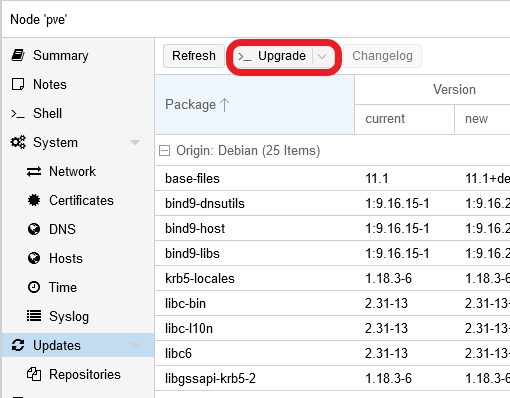 Node 'pve'
Summary
Notes
>_ Shell
System
Network
Certificates
DNS
Hosts
Time
Syslog
Updates
Repositories
Refresh >_ Upgrade Changelog
Package ↑ Version
current new
Origin: Debian (25 Items)
base-files 11.1 11.1+de
bind9-dnsutils 1:9.16.15-1 1:9.16.2
bind9-host 1:9.16.15-1 1:9.16.2
bind9-libs 1:9.16.15-1 1:9.16.2
krb5-locales 1.18.3-6 1.18.3-
libc-bin 2.31-13 2.31-13
libc-l10n 2.31-13 2.31-13
libc6 2.31-13 2.31-13
libgssapi-krb5-2 1.18.3-6 1.18.3-